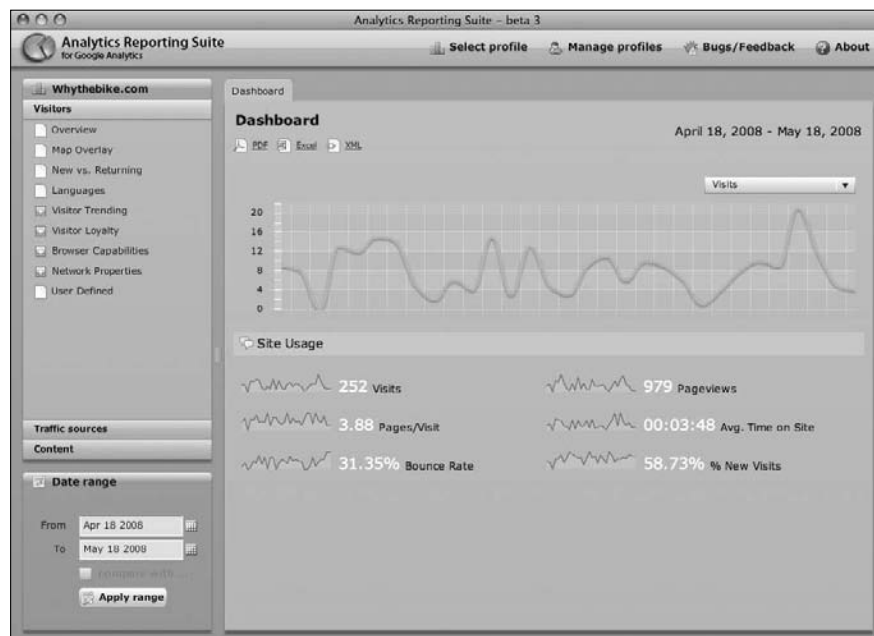 Analytics Reporting Suite – beta 3
Analytics Reporting Suite
for Google Analytics
Select profile
Manage profiles
Bugs/Feedback
About
Whythebike.com
Visitors
Overview
Map Overlay
New vs. Returning
Languages
Visitor Trending
Visitor Loyalty
Browser Capabilities
Network Properties
User Defined
Traffic sources
Content
Date range
From Apr 18 2008
To May 18 2008
compare with ...
Apply range
Dashboard
Dashboard
April 18, 2008 - May 18, 2008
PDF Excel XML
Visits
20
16
12
8
4
0
Site Usage
252 Visits
979 Pageviews
3.88 Pages/Visit
00:03:48 Avg. Time on Site
31.35% Bounce Rate
58.73% % New Visits